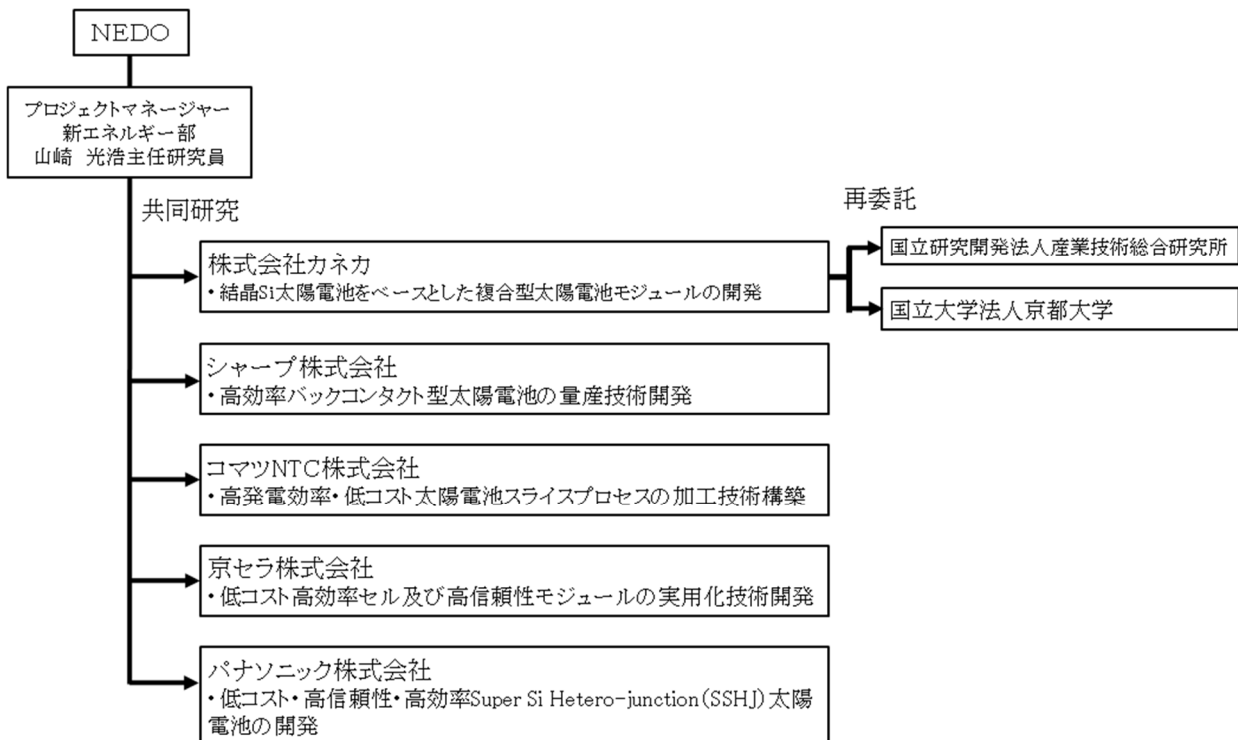 NEDO
プロジェクトマネージャー
新エネルギー部
山崎　光浩主任研究員
共同研究
再委託
株式会社カネカ
・結晶Si太陽電池をベースとした複合型太陽電池モジュールの開発
国立研究開発法人産業技術総合研究所
国立大学法人京都大学
シャープ株式会社
・高効率バックコンタクト型太陽電池の量産技術開発
コマツNTC株式会社
・高発電効率・低コスト太陽電池スライスプロセスの加工技術構築
京セラ株式会社
・低コスト高効率セル及び高信頼性モジュールの実用化技術開発
パナソニック株式会社
・低コスト・高信頼性・高効率Super Si Hetero-junction(SSHJ)太陽
電池の開発